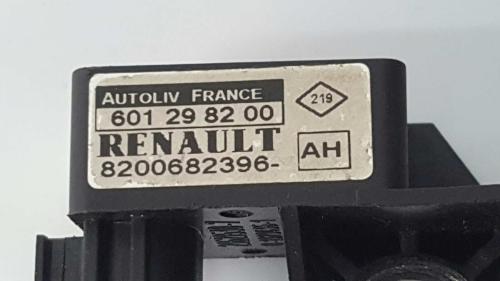 AUTOLIV FRANCE
601 29 82 00
219
RENAULT
AH
8200682396-